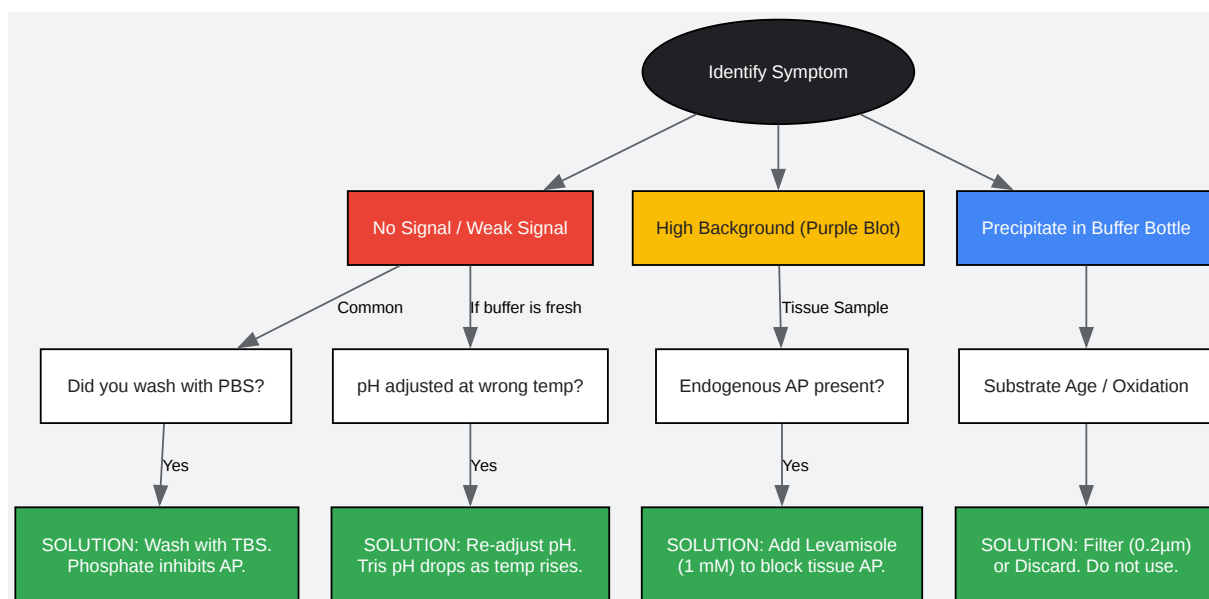 Identify Symptom
No Signal / Weak Signal
High Background (Purple Blot)
Precipitate in Buffer Bottle
Common
If buffer is fresh
Tissue Sample
Did you wash with PBS?
pH adjusted at wrong temp?
Endogenous AP present?
Substrate Age / Oxidation
Yes
Yes
Yes
SOLUTION: Wash with TBS.
Phosphate inhibits AP.
SOLUTION: Re-adjust pH.
Tris pH drops as temp rises.
SOLUTION: Add Levamisole
(1 mM) to block tissue AP.
SOLUTION: Filter (0.2µm)
or Discard. Do not use.